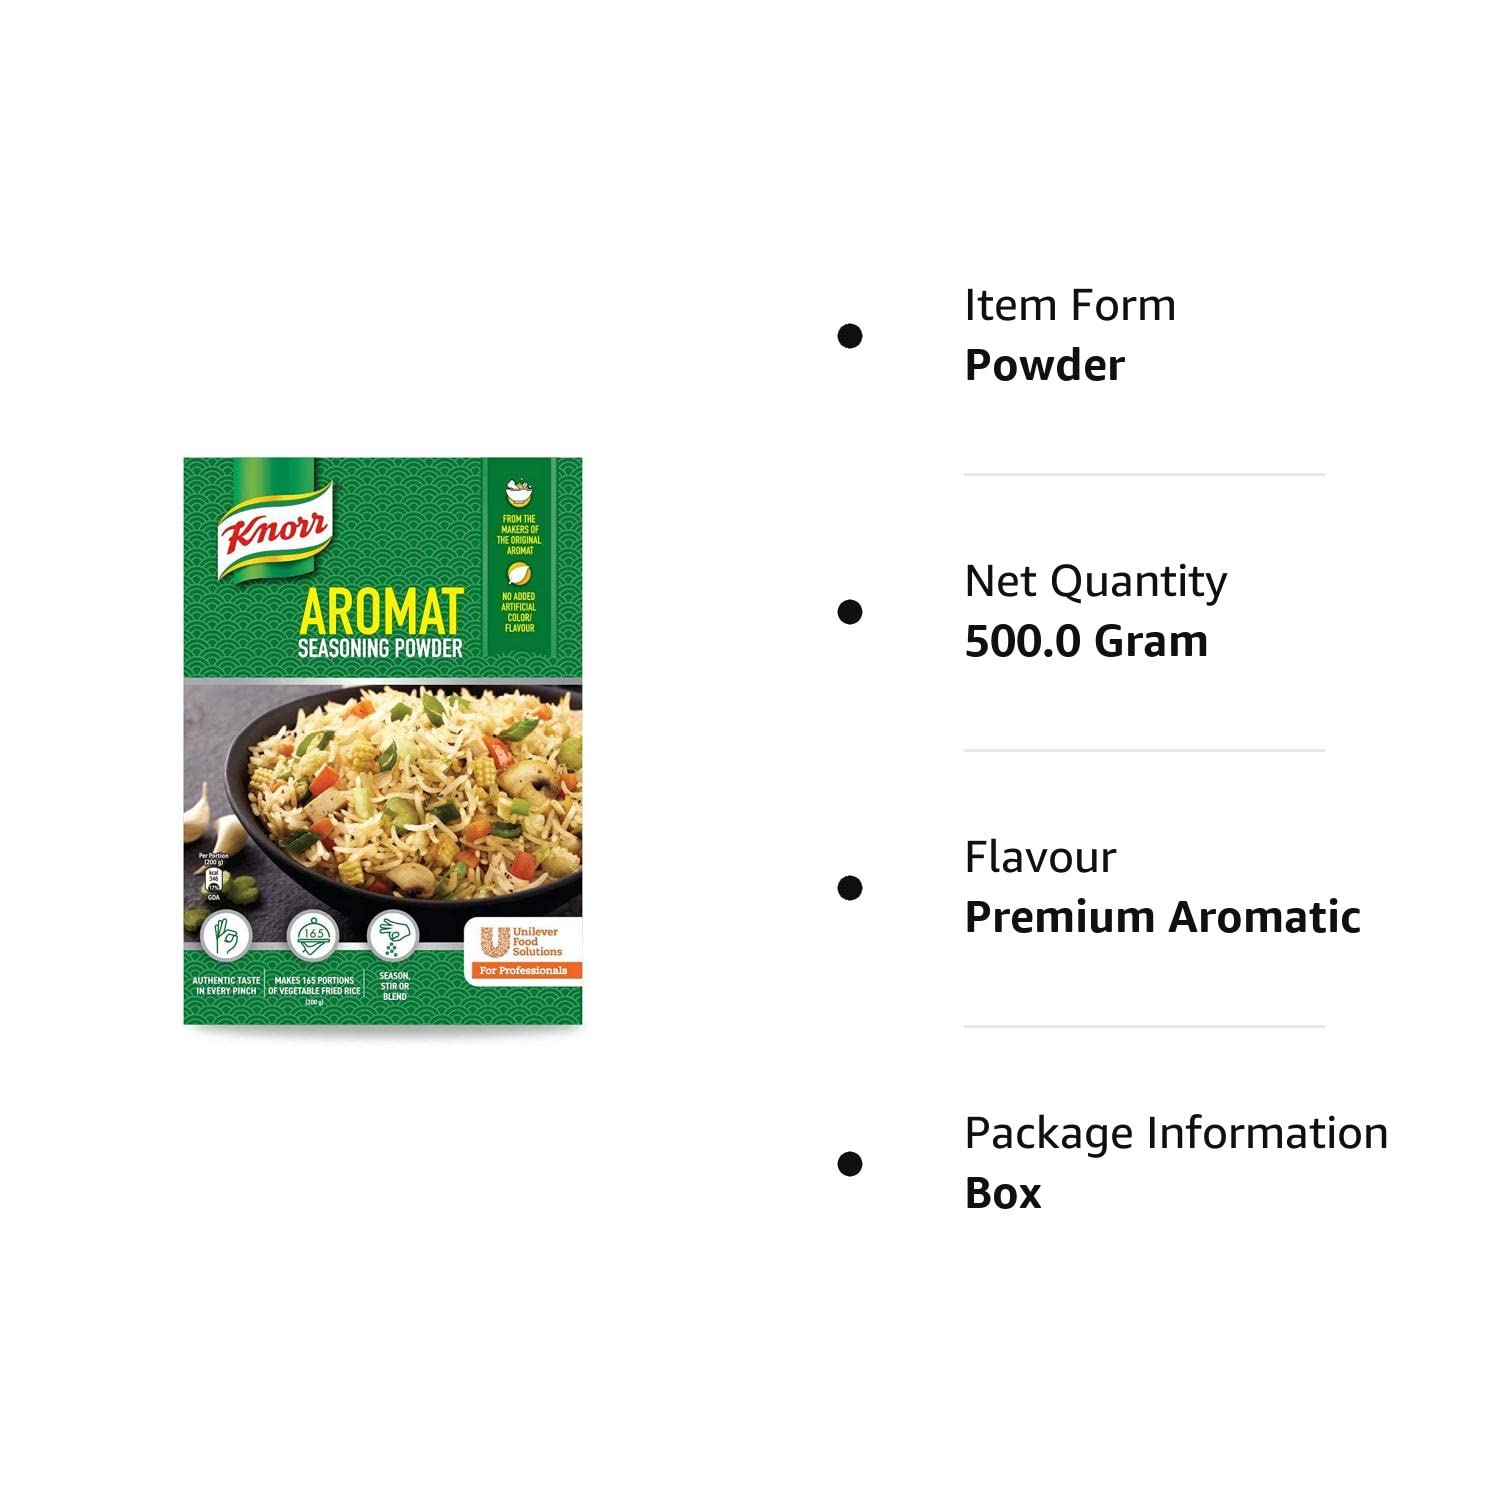 Knorr
AROMAT
SEASONING POWDER
FROM THE
MAKERS OF
THE ORIGINAL
AROMAT
NO ADDED
ARTIFICIAL
COLOR/
FLAVOUR
Per Portion
(200 g)
kcal
346
17%
GDA
165
AUTHENTIC TASTE
IN EVERY PINCH
MAKES 165 PORTIONS
OF VEGETABLE FRIED RICE
(200 g)
SEASON,
STIR OR
BLEND
Unilever
Food
Solutions
For Professionals
Item Form
Powder
Net Quantity
500.0 Gram
Flavour
Premium Aromatic
Package Information
Box